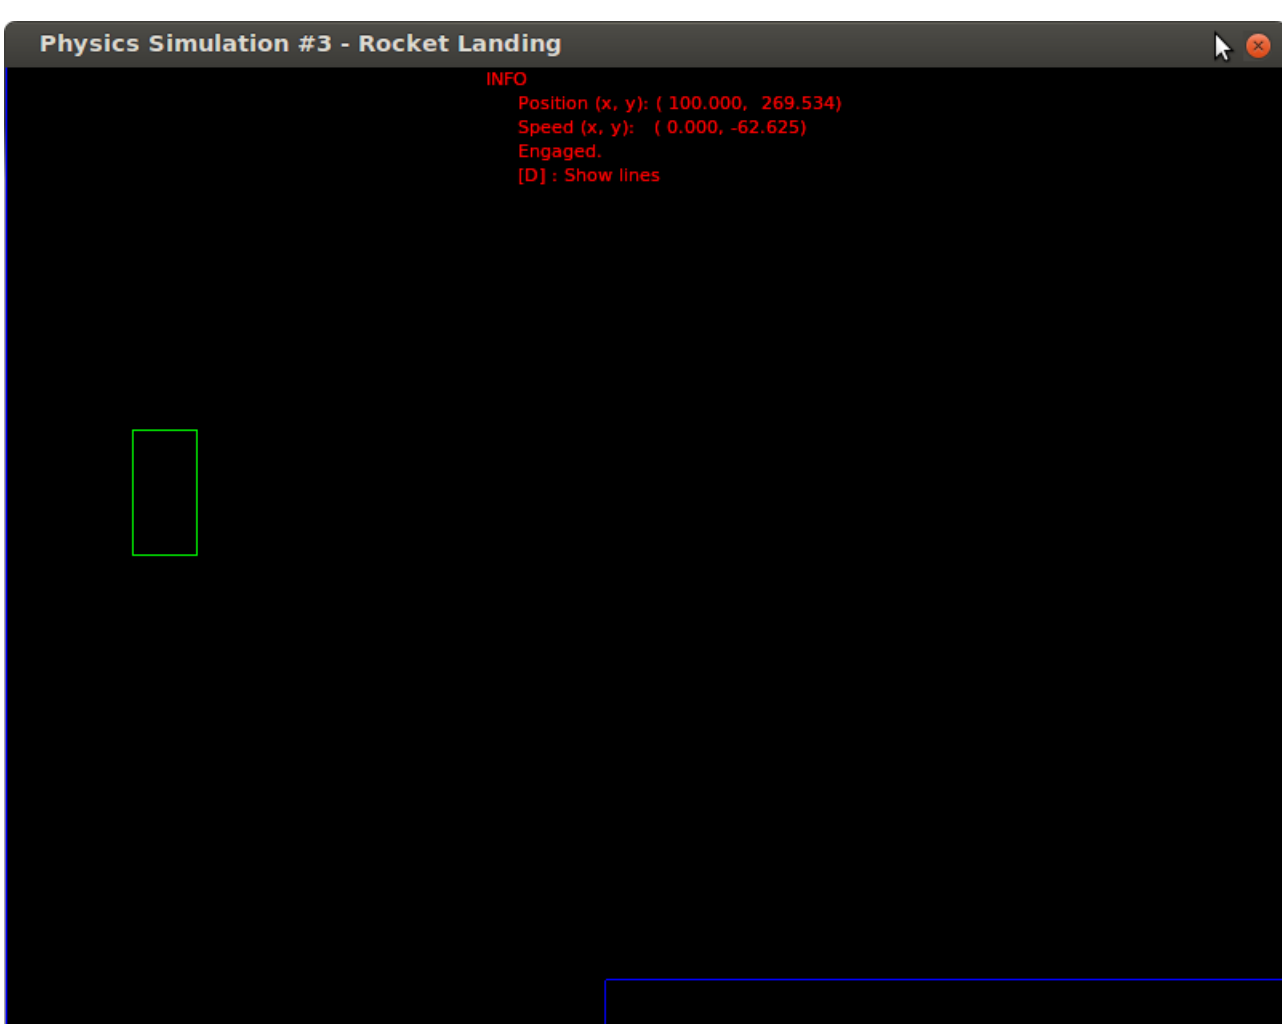 Physics Simulation #3 - Rocket Landing
INFO
Position (x, y): ( 100.000, 269.534)
Speed (x, y): ( 0.000, -62.625)
Engaged.
[D] : Show lines